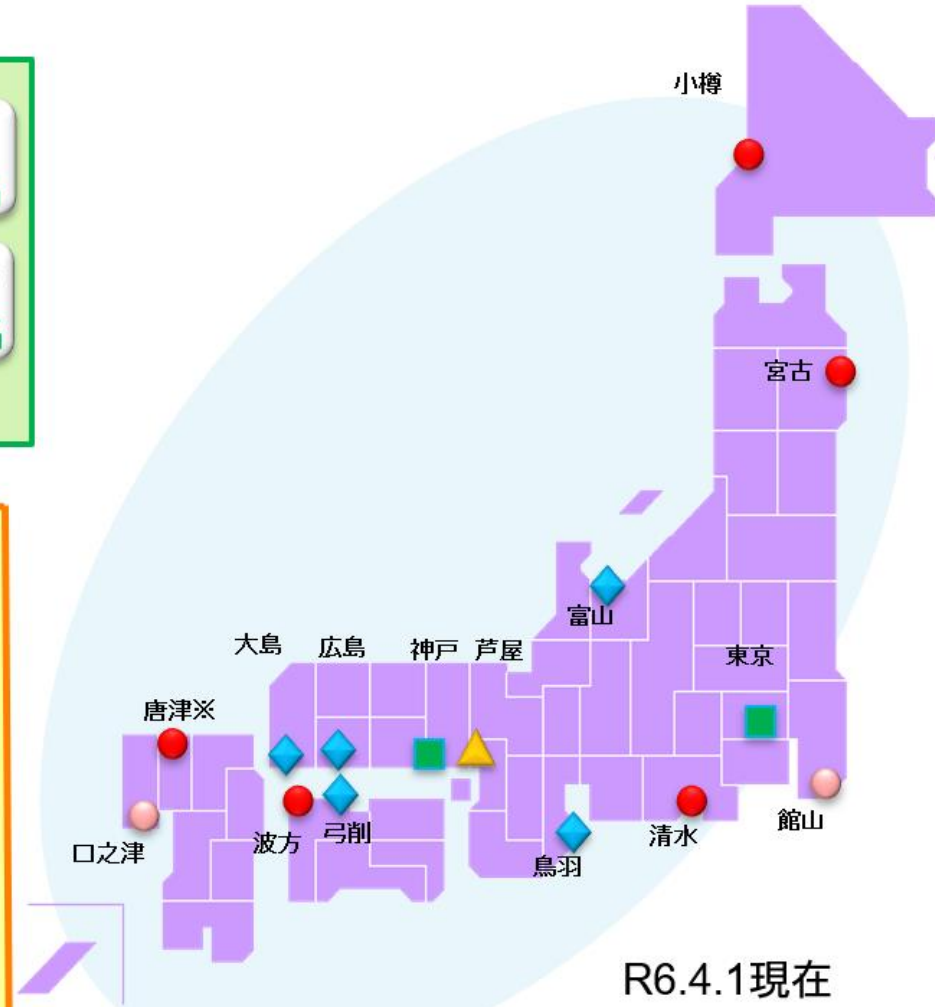 小樽
宮古
富山
大島
広島
神戸
芦屋
東京
唐津※
口之津
波方
弓削
鳥羽
清水
館山
R6.4.1現在